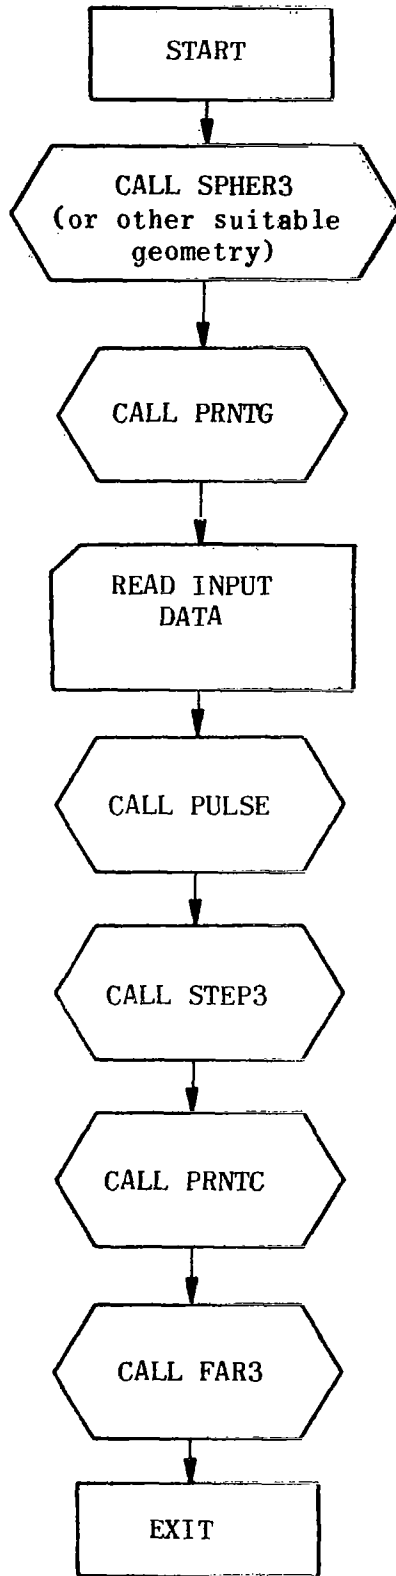 START
CALL SPHER3
(or other suitable
geometry)
CALL PRNTG
READ INPUT
DATA
CALL PULSE
CALL STEP3
CALL PRNTC
CALL FAR3
EXIT